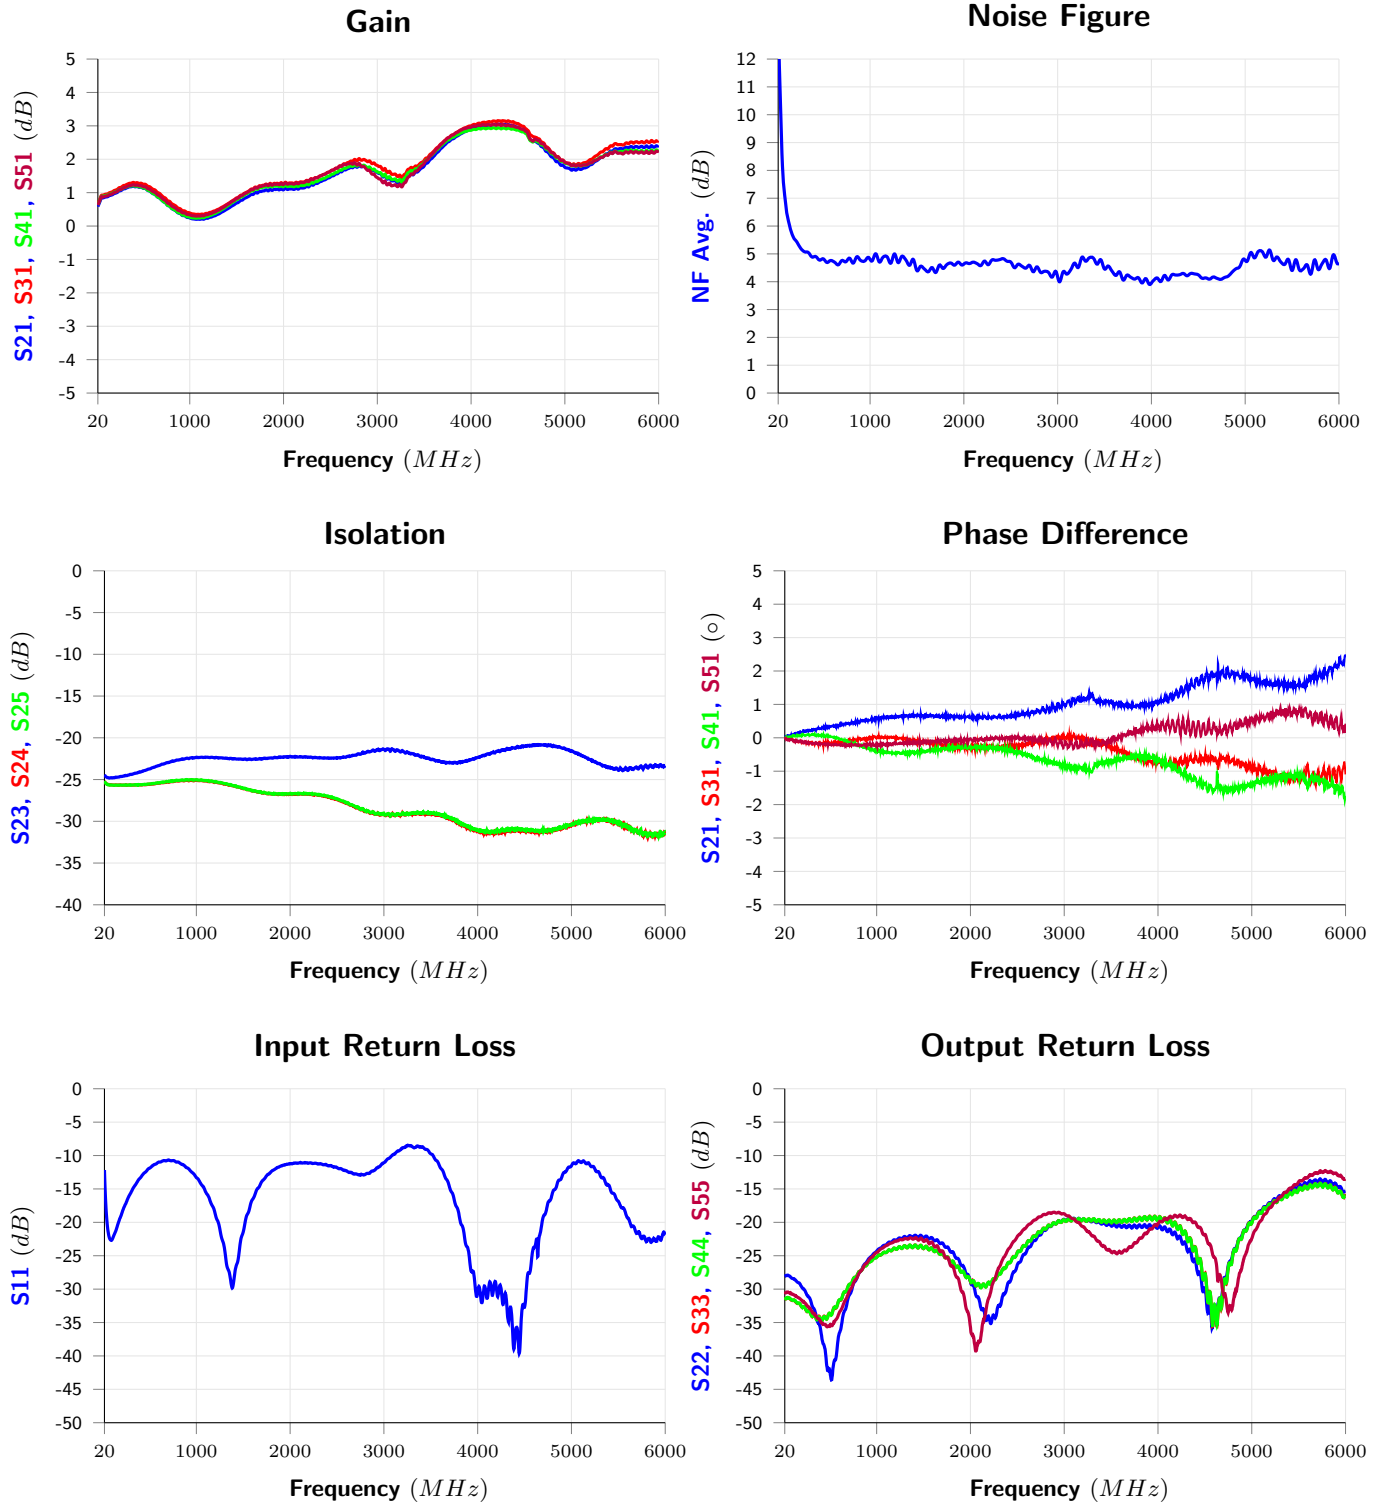 Gain
Noise Figure
5
4
3
2
1
0
-1
-2
-3
-4
-5
S21, S31, S41, S51 (dB)
20 1000 2000 3000 4000 5000 6000
Frequency (MHz)
12
11
10
9
8
7
6
5
4
3
2
1
0
NF Avg. (dB)
20 1000 2000 3000 4000 5000 6000
Frequency (MHz)
Isolation
Phase Difference
0
-5
-10
-15
-20
-25
-30
-35
-40
S23, S24, S25 (dB)
20 1000 2000 3000 4000 5000 6000
Frequency (MHz)
5
4
3
2
1
0
-1
-2
-3
-4
-5
S21, S31, S41, S51 (○)
20 1000 2000 3000 4000 5000 6000
Frequency (MHz)
Input Return Loss
Output Return Loss
0
-5
-10
-15
-20
-25
-30
-35
-40
-45
-50
S11 (dB)
20 1000 2000 3000 4000 5000 6000
Frequency (MHz)
0
-5
-10
-15
-20
-25
-30
-35
-40
-45
-50
S22, S33, S44, S55 (dB)
20 1000 2000 3000 4000 5000 6000
Frequency (MHz)